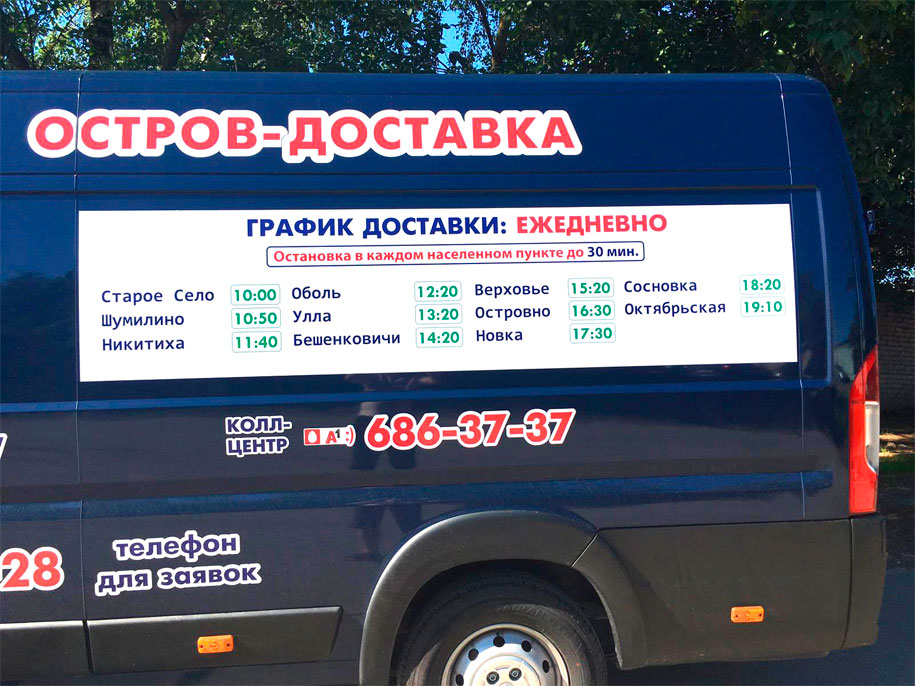 ОСТРОВ-ДОСТАВКА
ГРАФИК ДОСТАВКИ: ЕЖЕДНЕВНО
Остановка в каждом населенном пункте до 30 мин.
Старое Село 10:00 Оболь 12:20 Верховье 15:20 Сосновка 18:20
Шумилино 10:50 Улла 13:20 Островно 16:30 Октябрьская 19:10
Никитиха 11:40 Бешенковичи 14:20 Новка 17:30
КОЛЛ-
ЦЕНТР
A1 686-37-37
28
телефон
для заявок